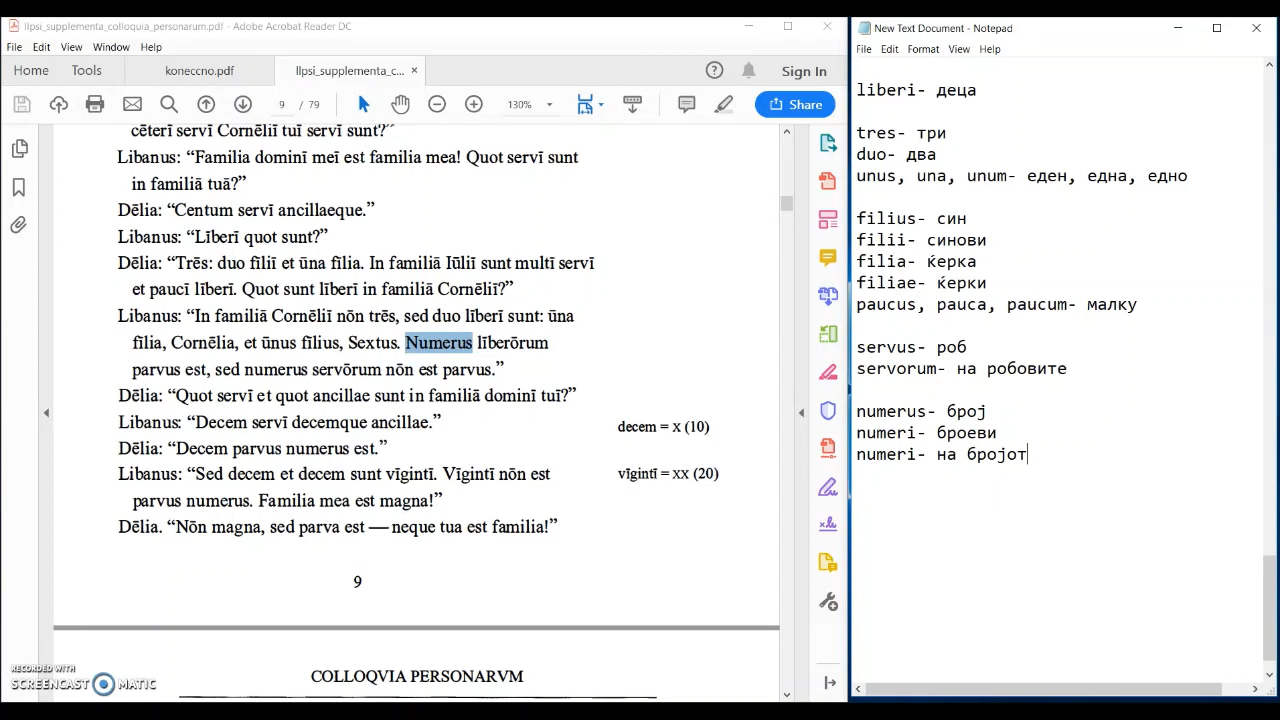 llpsi_supplementa_colloquia_personarum.pdf - Adobe Acrobat Reader DC
File Edit View Window Help
Home Tools koneccno.pdf llpsi_supplementa_c... × Sign In
9 / 79 130% Share
cēterī servī Cornēliī tuī servī sunt?”
Libanus: “Familia dominī meī est familia mea! Quot servī sunt
in familiā tuā?”
Dēlia: “Centum servī ancillaeque.”
Libanus: “Līberī quot sunt?”
Dēlia: “Trēs: duo fīliī et ūna fīlia. In familiā Iūliī sunt multī servī
et paucī līberī. Quot sunt līberī in familiā Cornēliī?”
Libanus: “In familiā Cornēliī nōn trēs, sed duo līberī sunt: ūna
fīlia, Cornēlia, et ūnus fīlius, Sextus. Numerus līberōrum
parvus est, sed numerus servōrum nōn est parvus.”
Dēlia: “Quot servī et quot ancillae sunt in familiā dominī tuī?”
Libanus: “Decem servī decemque ancillae.”
decem = x (10)
Dēlia: “Decem parvus numerus est.”
Libanus: “Sed decem et decem sunt vīgintī. Vīgintī nōn est
vīgintī = xx (20)
parvus numerus. Familia mea est magna!”
Dēlia. “Nōn magna, sed parva est — neque tua est familia!”
9
COLLOQVIA PERSONARVM
RECORDED WITH
SCREENCAST MATIC
New Text Document - Notepad
File Edit Format View Help
liberi- деца
tres- три
duo- два
unus, una, unum- еден, една, едно
filius- син
filii- синови
filia- ќерка
filiae- ќерки
paucus, pauca, paucum- малку
servus- роб
servorum- на робовите
numerus- број
numeri- броеви
numeri- на бројот